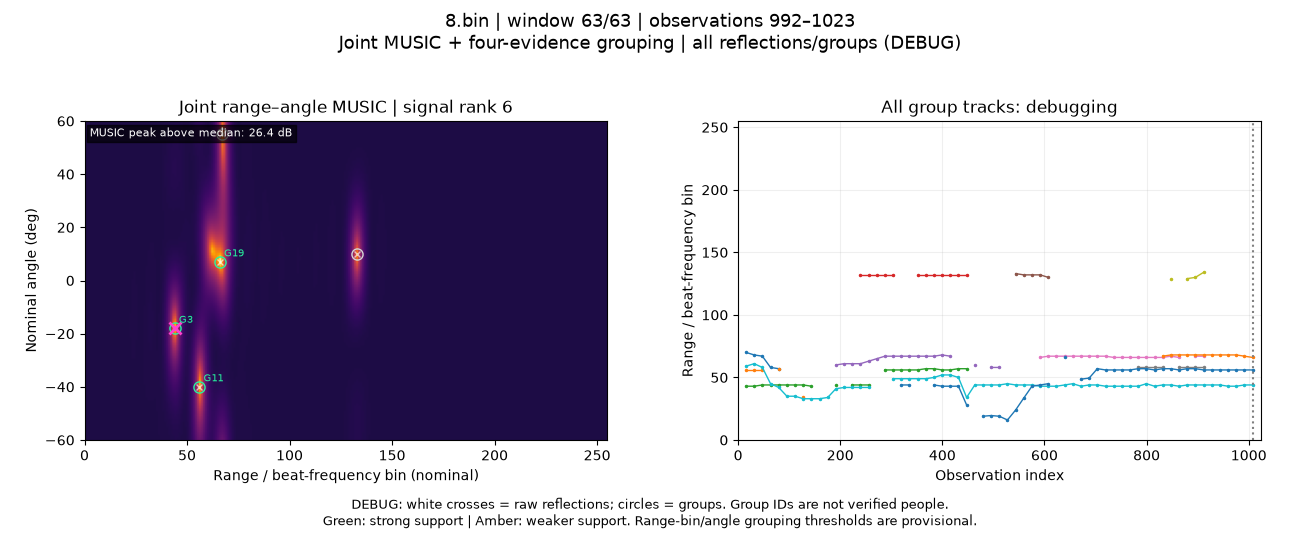 8.bin | window 63/63 | observations 992–1023
Joint MUSIC + four-evidence grouping | all reflections/groups (DEBUG)
Joint range–angle MUSIC | signal rank 6
MUSIC peak above median: 26.4 dB
60
40
20
0
−20
−40
−60
Nominal angle (deg)
G19
G3
G11
0
50
100
150
200
250
Range / beat-frequency bin (nominal)
All group tracks: debugging
250
200
150
100
50
0
Range / beat-frequency bin
0
200
400
600
800
1000
Observation index
DEBUG: white crosses = raw reflections; circles = groups. Group IDs are not verified people.
Green: strong support | Amber: weaker support. Range-bin/angle grouping thresholds are provisional.